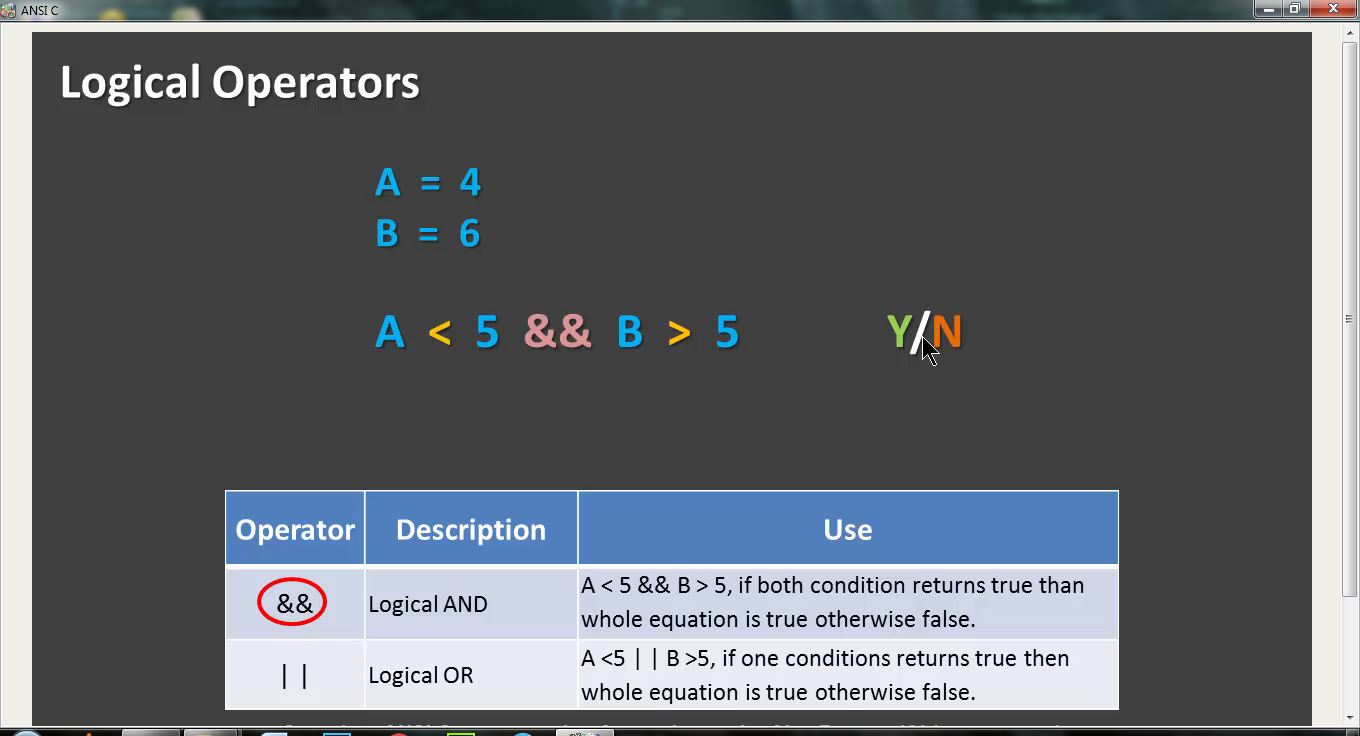 ANSI C
Logical Operators
A = 4
B = 6
A < 5 && B > 5 Y/N
Operator Description Use
&& Logical AND A < 5 && B > 5, if both condition returns true than
whole equation is true otherwise false.
| | Logical OR A <5 | | B >5, if one conditions returns true then
whole equation is true otherwise false.